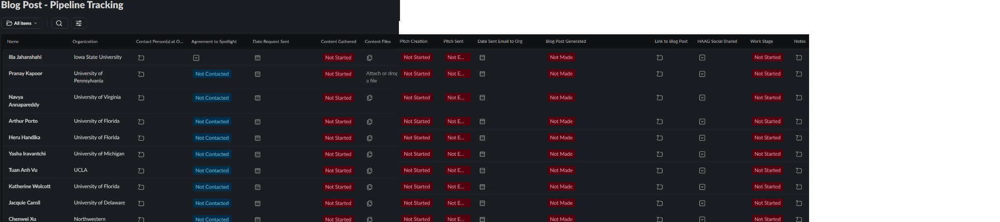 Blog Post - Pipeline Tracking
All items
Name Organization Contact Person(s) at O... Agreement to Spotlight Date Request Sent Content Gathered Content Files Pitch Creation Pitch Sent Date Sent Email to Org Blog Post Generated Link to Blog Post HAAG Social Shared Work Stage Notes
Ilia Jahanshahi Iowa State University Not Started Not Started Not E... Not Made Not Started
Pranay Kapoor University of Not Contacted Not Started Attach or drop Not Started Not E... Not Made Not Started
Pennsylvania a file
Navya University of Virginia Not Contacted Not Started Not Started Not E... Not Made Not Started
Annapareddy
Arthur Porto University of Florida Not Contacted Not Started Not Started Not E... Not Made Not Started
Heru Handika University of Florida Not Contacted Not Started Not Started Not E... Not Made Not Started
Yasha Iravantchi University of Michigan Not Contacted Not Started Not Started Not E... Not Made Not Started
Tuan Anh Vu UCLA Not Contacted Not Started Not Started Not E... Not Made Not Started
Katherine Wolcott University of Florida Not Contacted Not Started Not Started Not E... Not Made Not Started
Jacquie Caroll University of Delaware Not Contacted Not Started Not Started Not E... Not Made Not Started
Chenwei Xu Northwestern Not Contacted Not Started Not Started Not E... Not Made Not Started